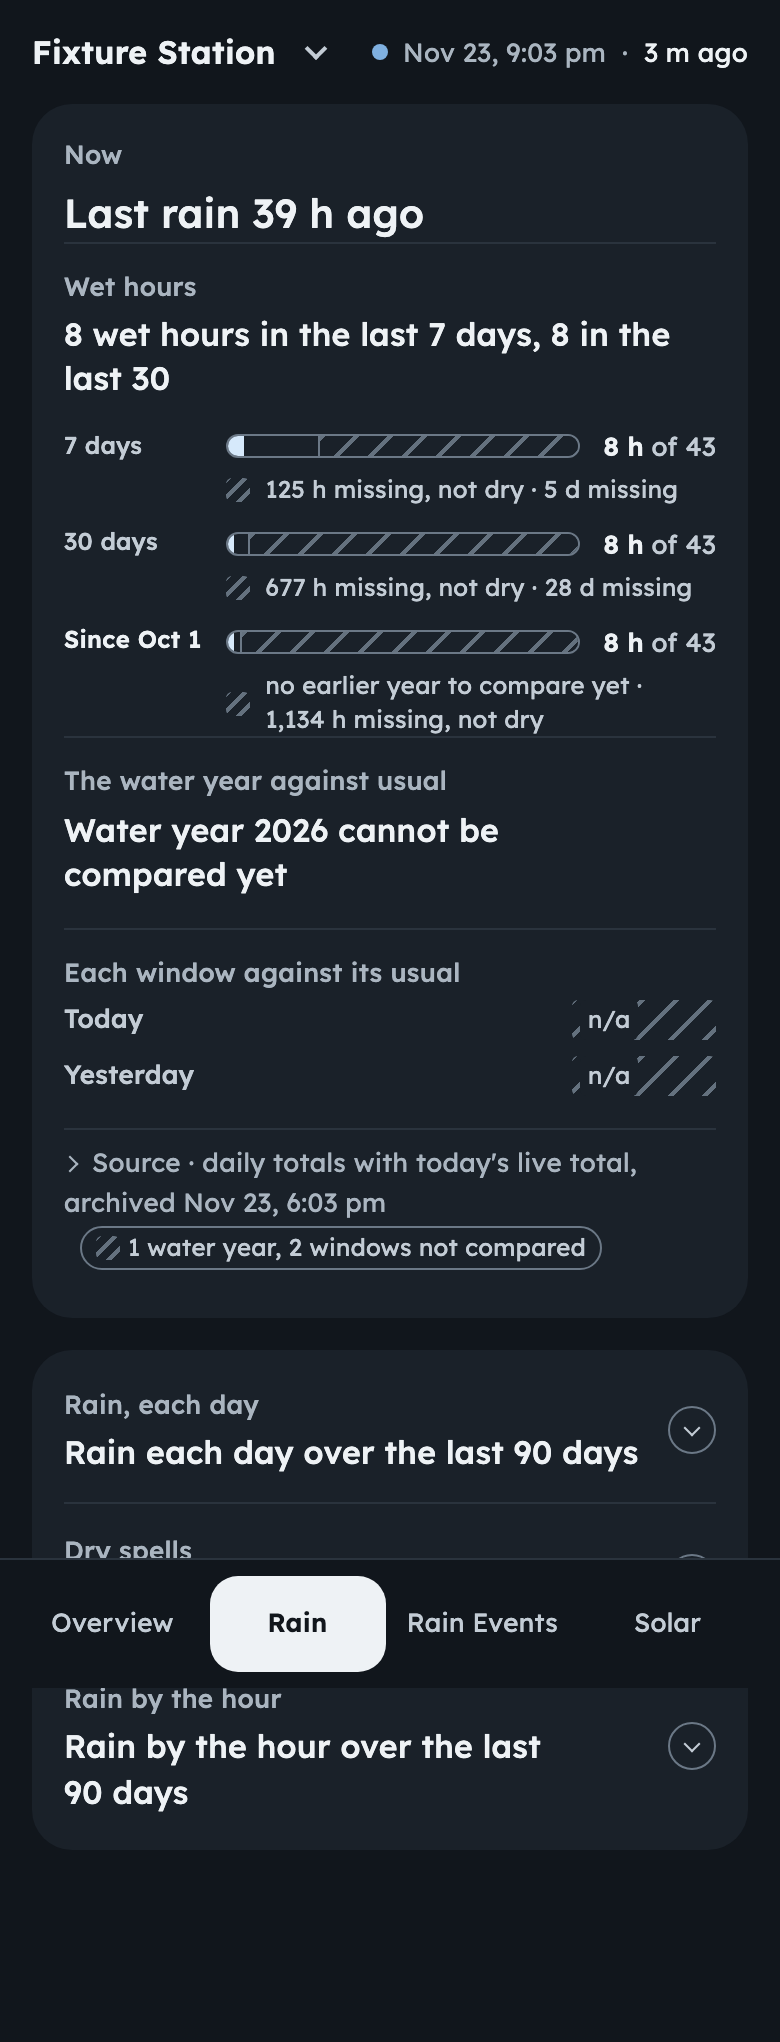 Fixture Station
Nov 23, 9:03 pm · 3 m ago
Now
Last rain 39 h ago
Wet hours
8 wet hours in the last 7 days, 8 in the
last 30
7 days
8 h of 43
125 h missing, not dry · 5 d missing
30 days
8 h of 43
677 h missing, not dry · 28 d missing
Since Oct 1
8 h of 43
no earlier year to compare yet ·
1,134 h missing, not dry
The water year against usual
Water year 2026 cannot be
compared yet
Each window against its usual
Today
n/a
Yesterday
n/a
Source · daily totals with today's live total,
archived Nov 23, 6:03 pm
1 water year, 2 windows not compared
Rain, each day
Rain each day over the last 90 days
Dry spells
Overview
Rain
Rain Events
Solar
Rain by the hour
Rain by the hour over the last
90 days